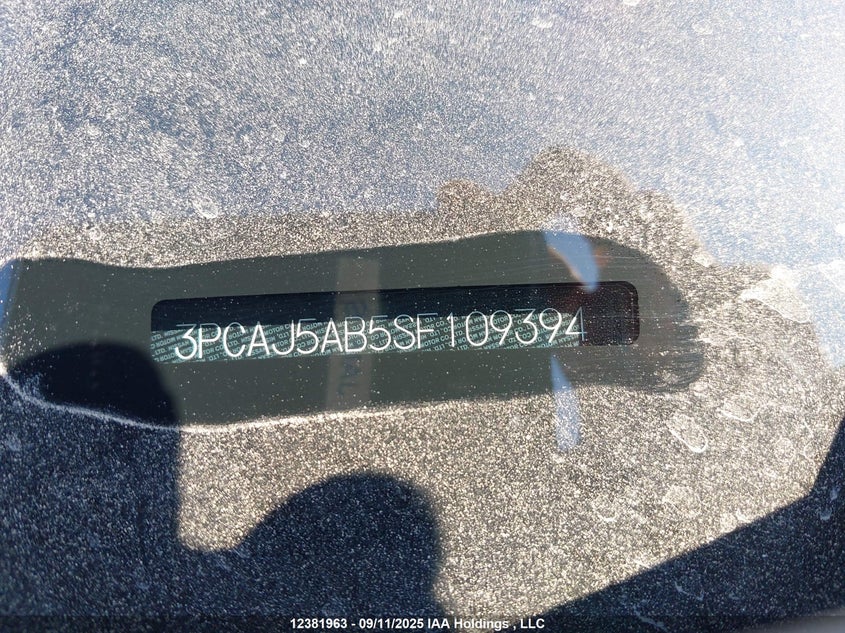 3PCAJ5AB5SF109394
12381963 - 09/11/2025 IAA Holdings , LLC